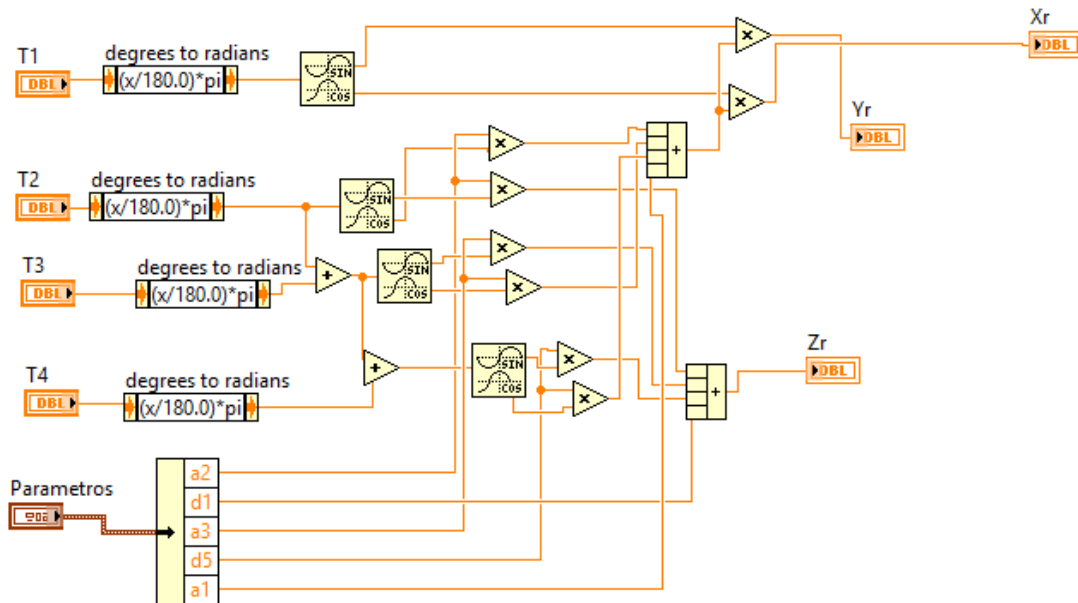 Xr
DBL
T1
degrees to radians
DBL
(x/180.0)*pi
SIN
COS
×
×
Yr
DBL
T2
degrees to radians
DBL
(x/180.0)*pi
SIN
COS
×
×
+
T3
degrees to radians
DBL
(x/180.0)*pi
+
SIN
COS
×
×
T4
degrees to radians
DBL
(x/180.0)*pi
+
SIN
COS
×
×
+
Zr
DBL
Parametros
a2
d1
a3
d5
a1